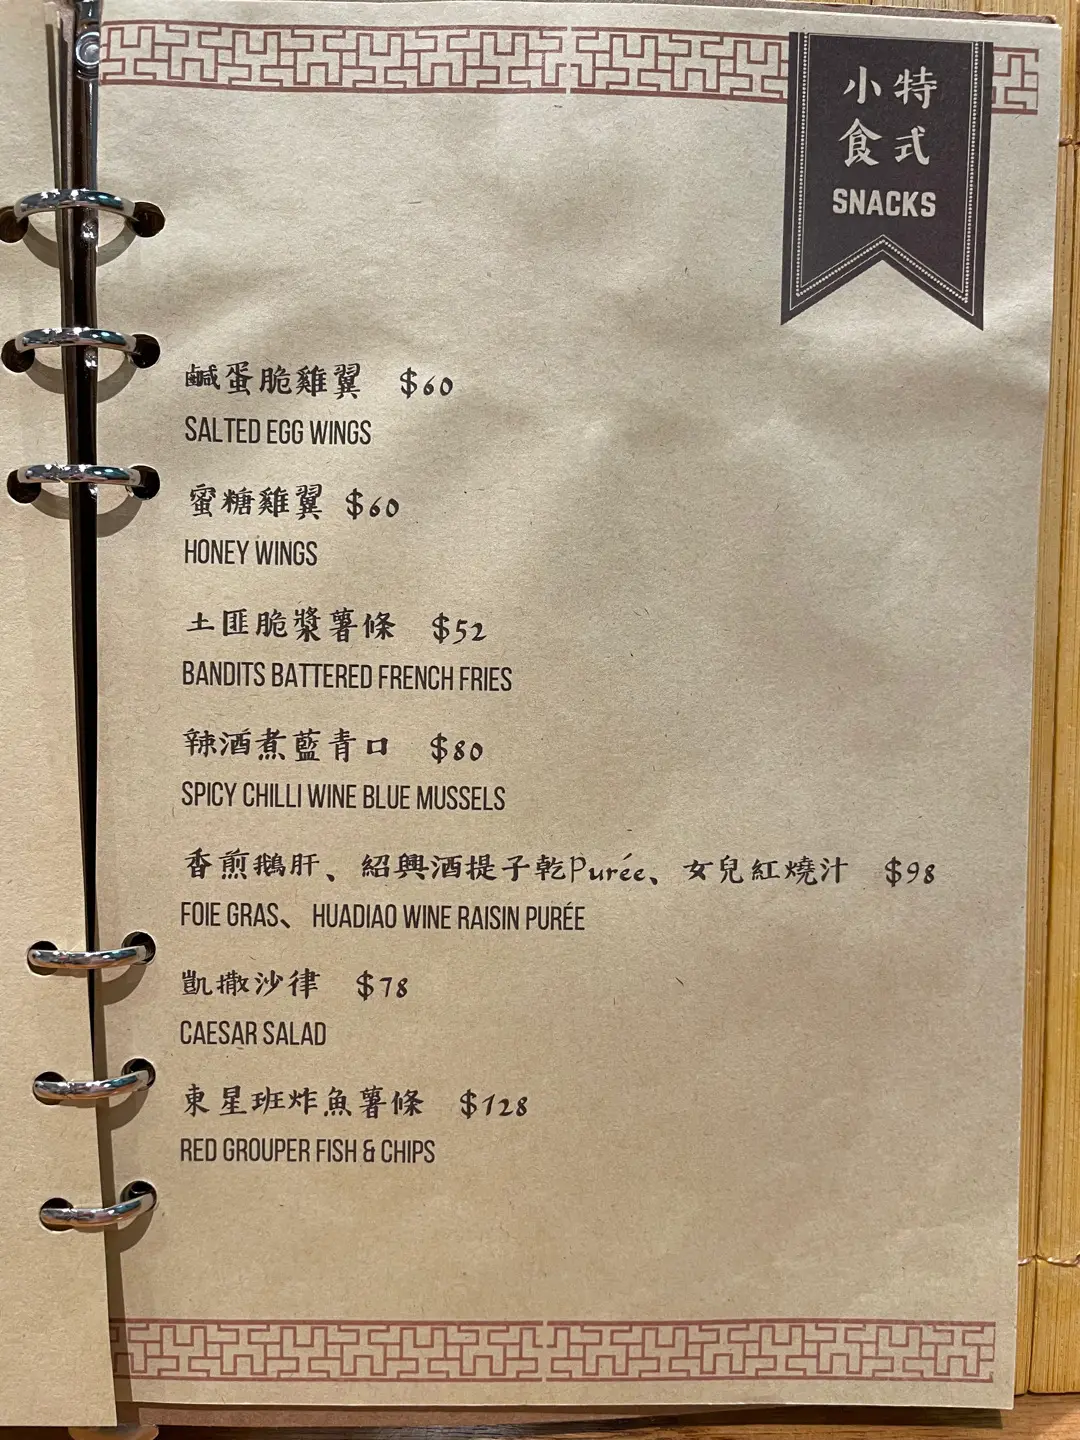 特式
小食
SNACKS
鹹蛋脆雞翼 $60
SALTED EGG WINGS
蜜糖雞翼 $60
HONEY WINGS
土匪脆漿薯條 $52
BANDITS BATTERED FRENCH FRIES
辣酒煮藍青口 $80
SPICY CHILLI WINE BLUE MUSSELS
香煎鵝肝、紹興酒提子乾Purée、女兒紅燒汁 $98
FOIE GRAS、 HUADIAO WINE RAISIN PURÉE
凱撒沙律 $78
CAESAR SALAD
東星班炸魚薯條 $128
RED GROUPER FISH & CHIPS